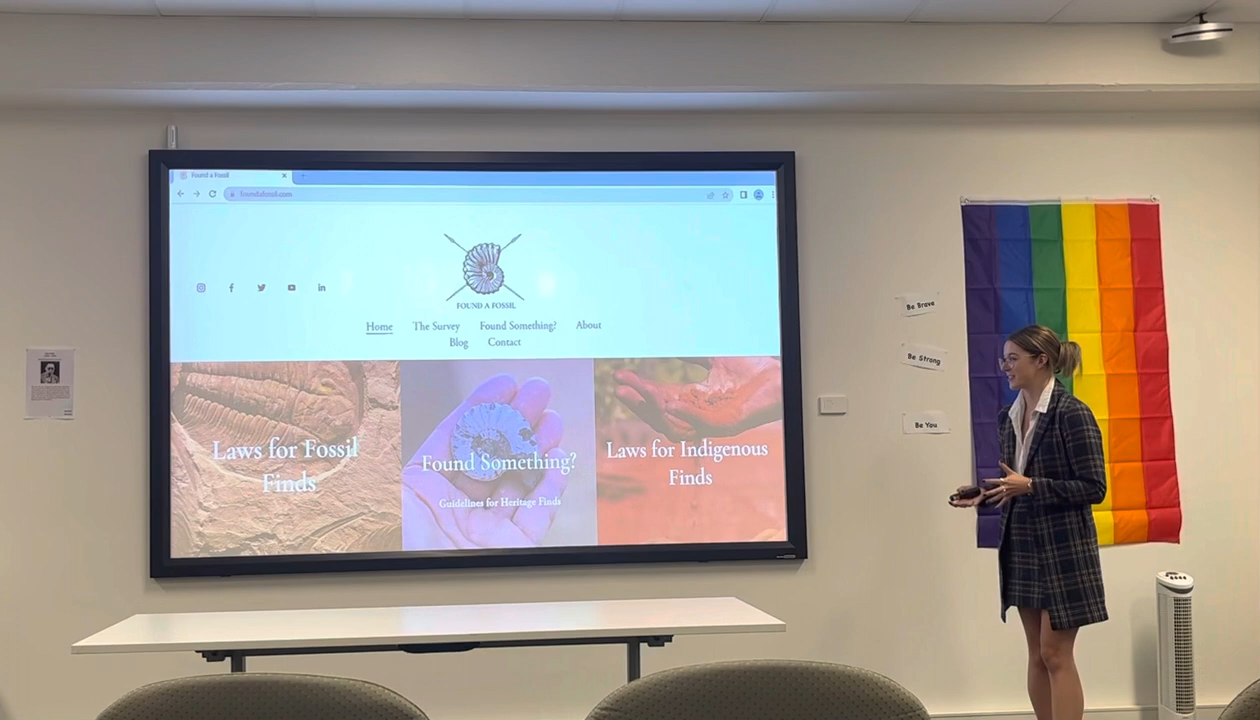 Found a Fossil
foundafossil.com
FOUND A FOSSIL
Home The Survey Found Something? About
Blog Contact
Laws for Fossil
Finds
Found Something?
Guidelines for Heritage Finds
Laws for Indigenous
Finds
Be Brave
Be Strong
Be You